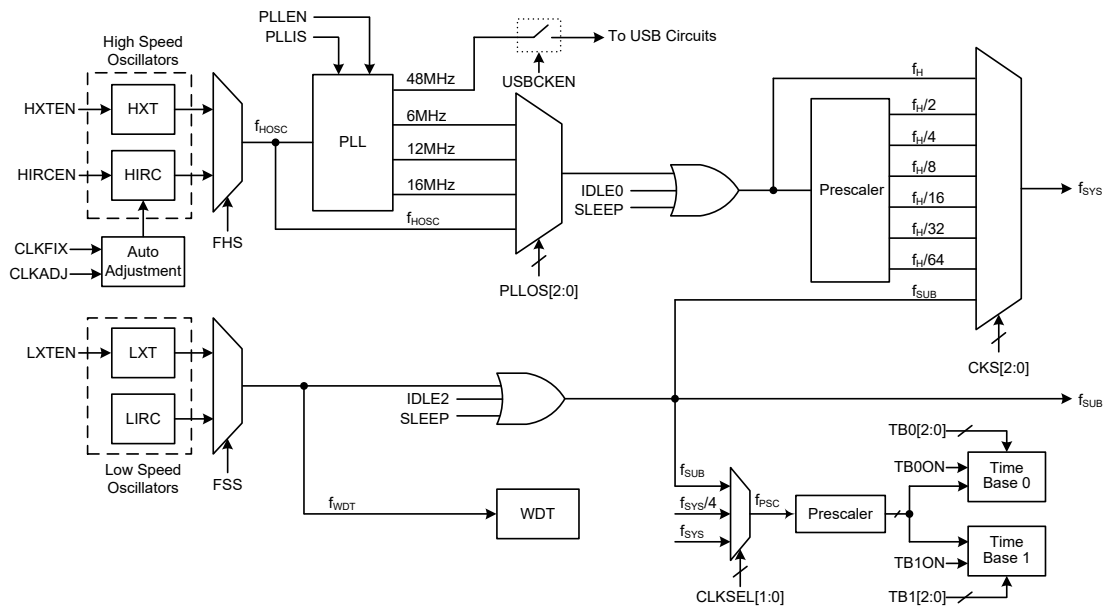 PLLEN
PLLIS
To USB Circuits
High Speed
Oscillators
USBCKEN
48MHz
HXTEN
HXT
6MHz
fHOSC
PLL
12MHz
HIRCEN
HIRC
16MHz
fHOSC
FHS
CLKFIX
CLKADJ
Auto
Adjustment
PLLOS[2:0]
IDLE0
SLEEP
fH
Prescaler
fH/2
fH/4
fH/8
fH/16
fH/32
fH/64
fSUB
fSYS
CKS[2:0]
LXTEN
LXT
LIRC
Low Speed
Oscillators
FSS
IDLE2
SLEEP
fSUB
fWDT
WDT
fSUB
fSYS/4
fSYS
CLKSEL[1:0]
fPSC
Prescaler
TB0[2:0]
TB0ON
Time
Base 0
Time
Base 1
TB1ON
TB1[2:0]